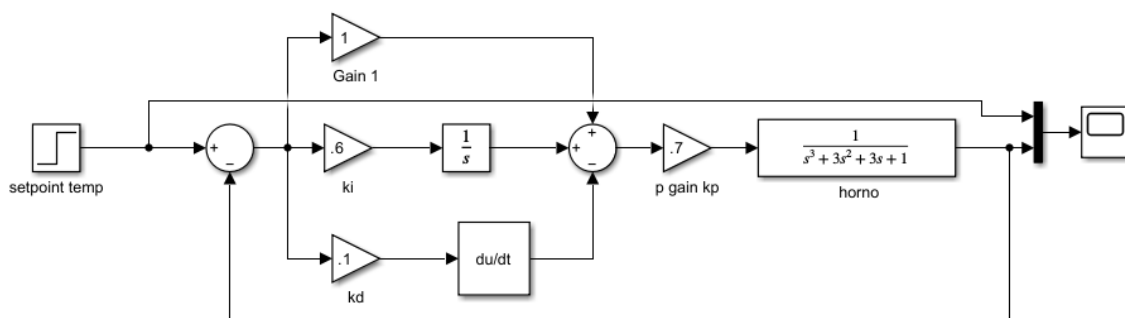 1
Gain 1
setpoint temp
+
−
.6
ki
1
s
+
+
−
.7
p gain kp
1
s³ + 3s² + 3s + 1
horno
.1
kd
du/dt